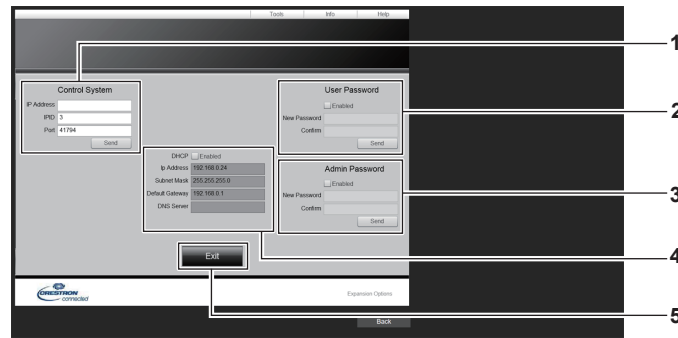 Tools Info Help
Control System
IP Address
IPID 3
Port 41794
Send
User Password
Enabled
New Password
Confirm
Send
DHCP Enabled
Ip Address 192.168.0.24
Subnet Mask 255.255.255.0
Default Gateway 192.168.0.1
DNS Server
Admin Password
Enabled
New Password
Confirm
Send
Exit
CRESTRON
connected
Expansion Options
Back
1
2
3
4
5